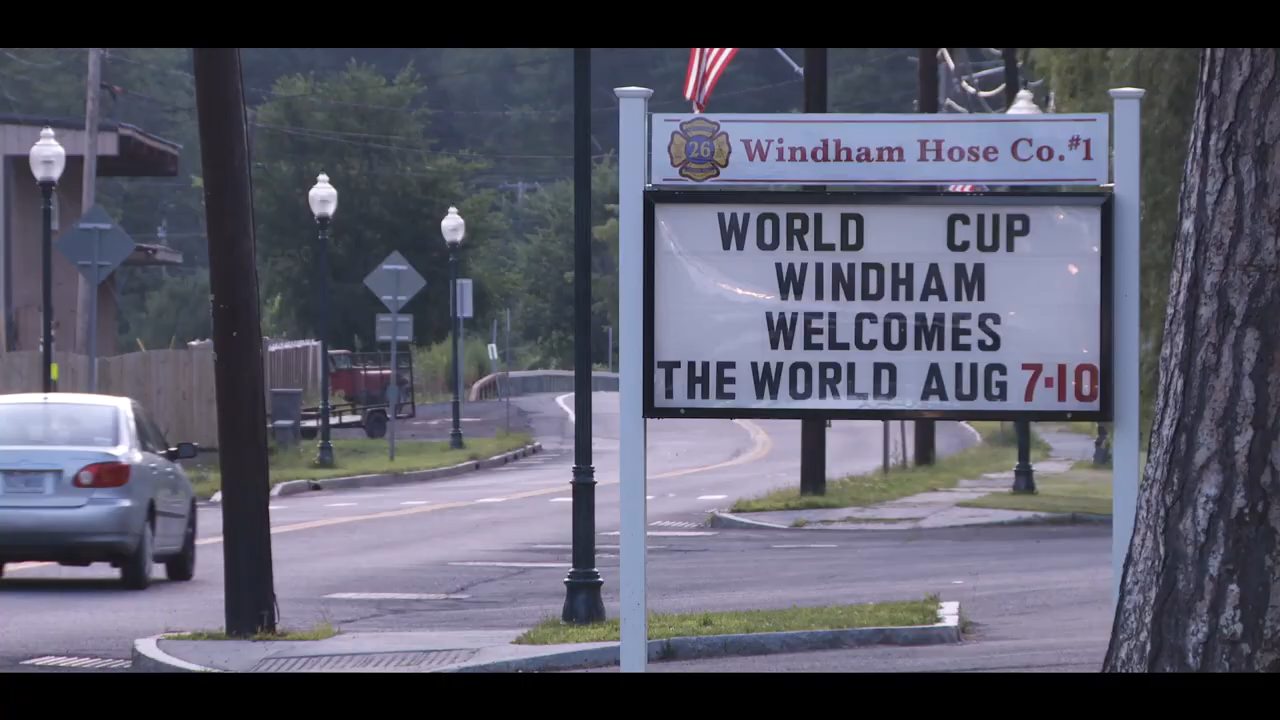 26
Windham Hose Co.#1
WORLD CUP
WINDHAM
WELCOMES
THE WORLD AUG 7-10